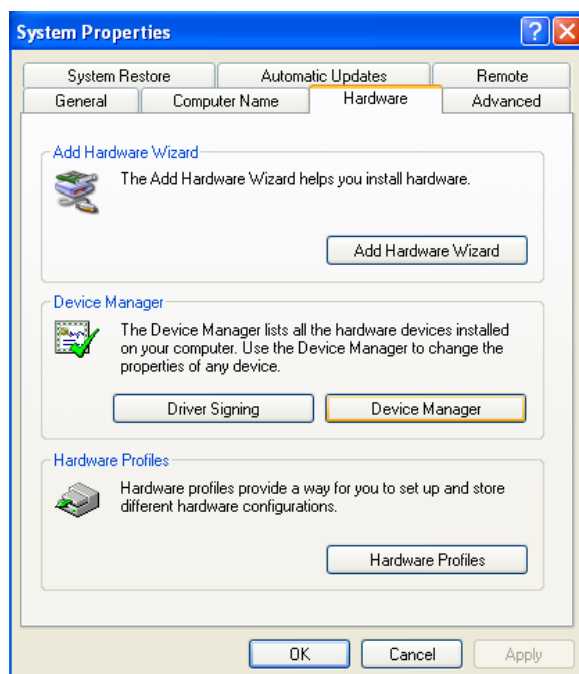 System Properties
System Restore
Automatic Updates
Remote
General
Computer Name
Hardware
Advanced
Add Hardware Wizard
The Add Hardware Wizard helps you install hardware.
Add Hardware Wizard
Device Manager
The Device Manager lists all the hardware devices installed
on your computer. Use the Device Manager to change the
properties of any device.
Driver Signing
Device Manager
Hardware Profiles
Hardware profiles provide a way for you to set up and store
different hardware configurations.
Hardware Profiles
OK
Cancel
Apply